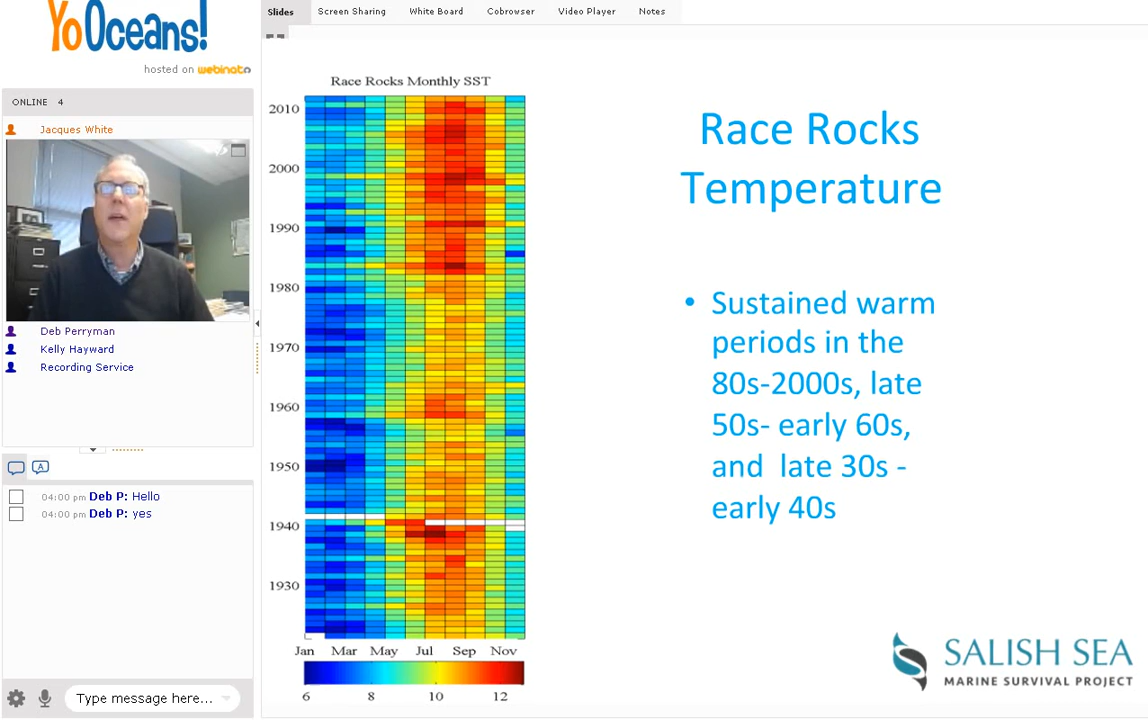 YoOceans!
hosted on webinato
ONLINE 4
Jacques White
Deb Perryman
Kelly Hayward
Recording Service
A
04:00 pm Deb P: Hello
04:00 pm Deb P: yes
Type message here...
Slides Screen Sharing White Board Cobrowser Video Player Notes
Race Rocks Monthly SST
2010
2000
1990
1980
1970
1960
1950
1940
1930
Jan Mar May Jul Sep Nov
6 8 10 12
Race Rocks
Temperature
• Sustained warm
periods in the
80s-2000s, late
50s- early 60s,
and late 30s -
early 40s
SALISH SEA
MARINE SURVIVAL PROJECT